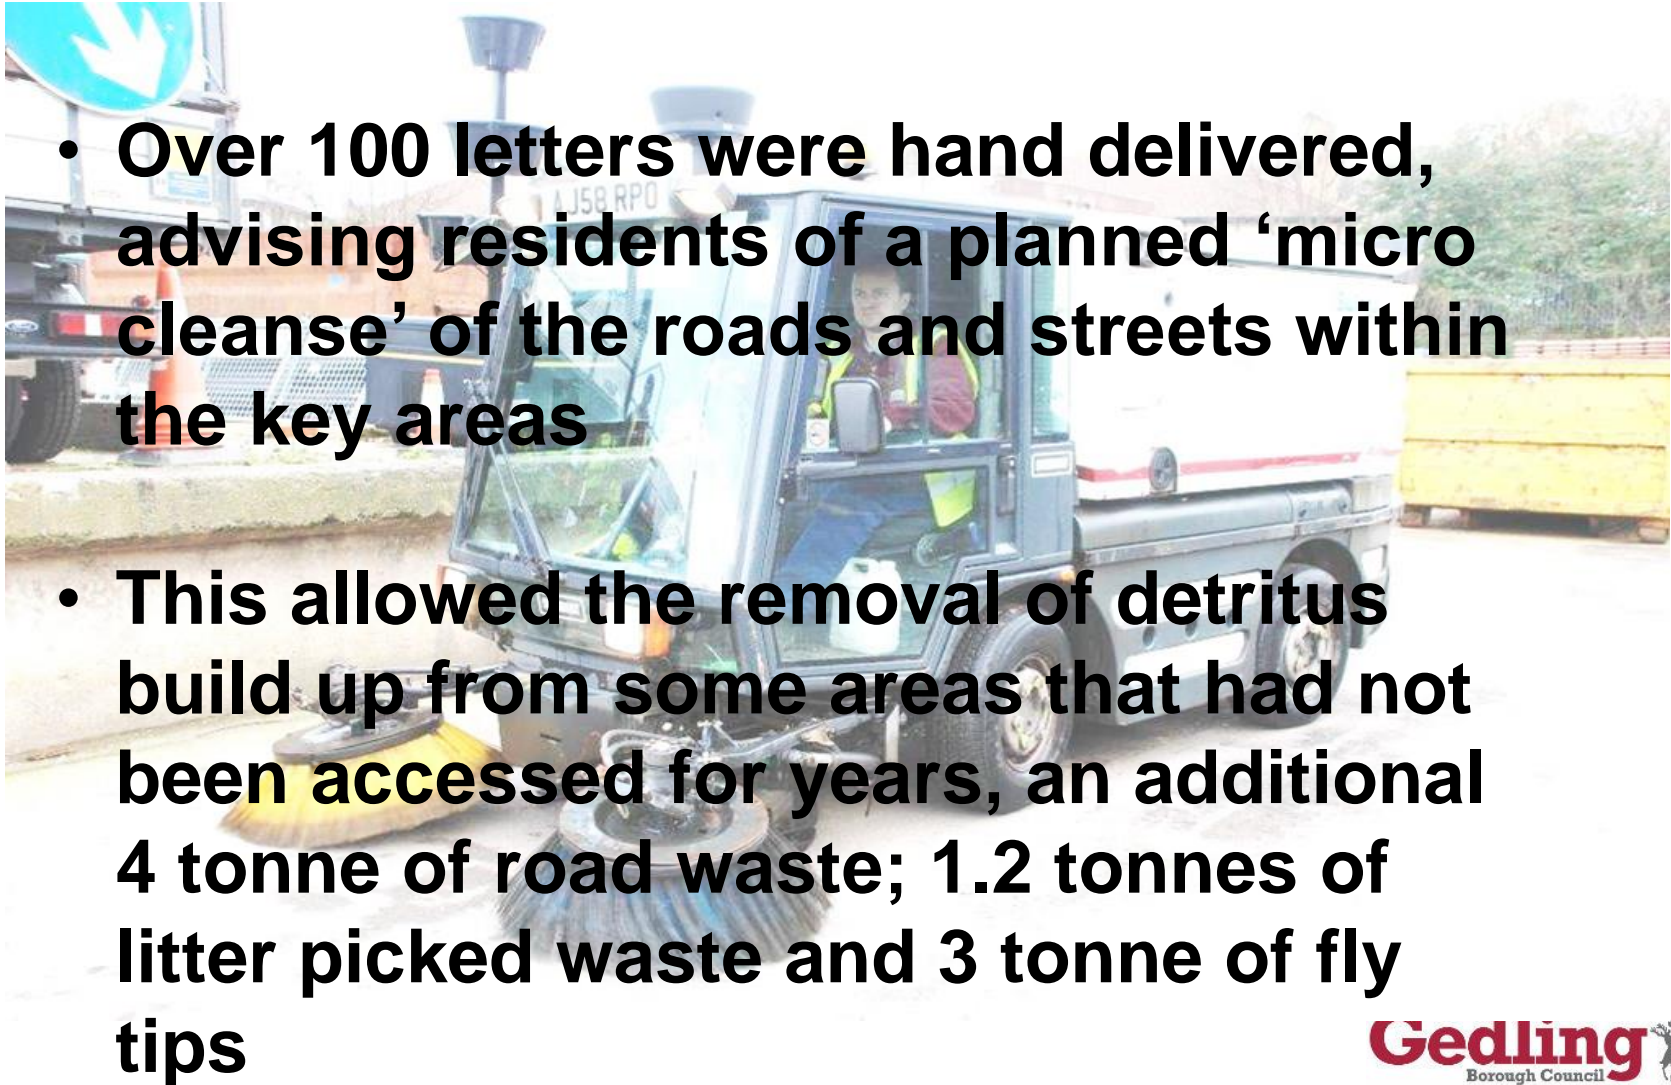 AJ58 RPO
• Over 100 letters were hand delivered,
advising residents of a planned ‘micro
cleanse’ of the roads and streets within
the key areas
• This allowed the removal of detritus
build up from some areas that had not
been accessed for years, an additional
4 tonne of road waste; 1.2 tonnes of
litter picked waste and 3 tonne of fly
tips
Gedling
Borough Council